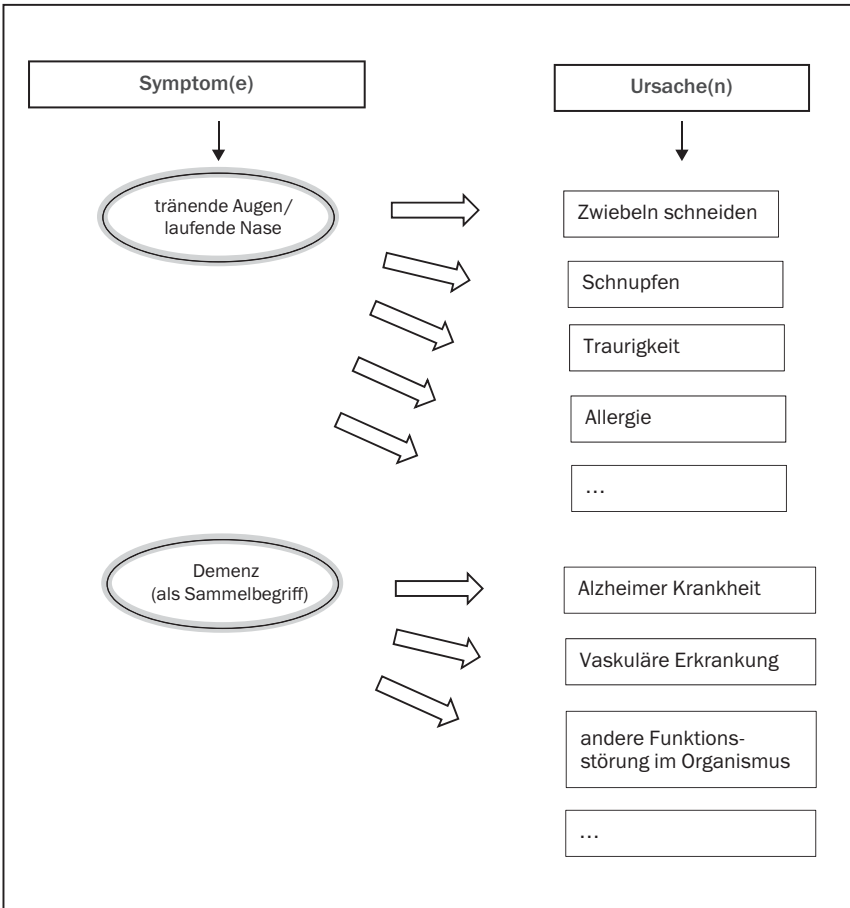 Symptom(e)
Ursache(n)
tränende Augen/
laufende Nase
Zwiebeln schneiden
Schnupfen
Traurigkeit
Allergie
...
Demenz
(als Sammelbegriff)
Alzheimer Krankheit
Vaskuläre Erkrankung
andere Funktions-
störung im Organismus
...